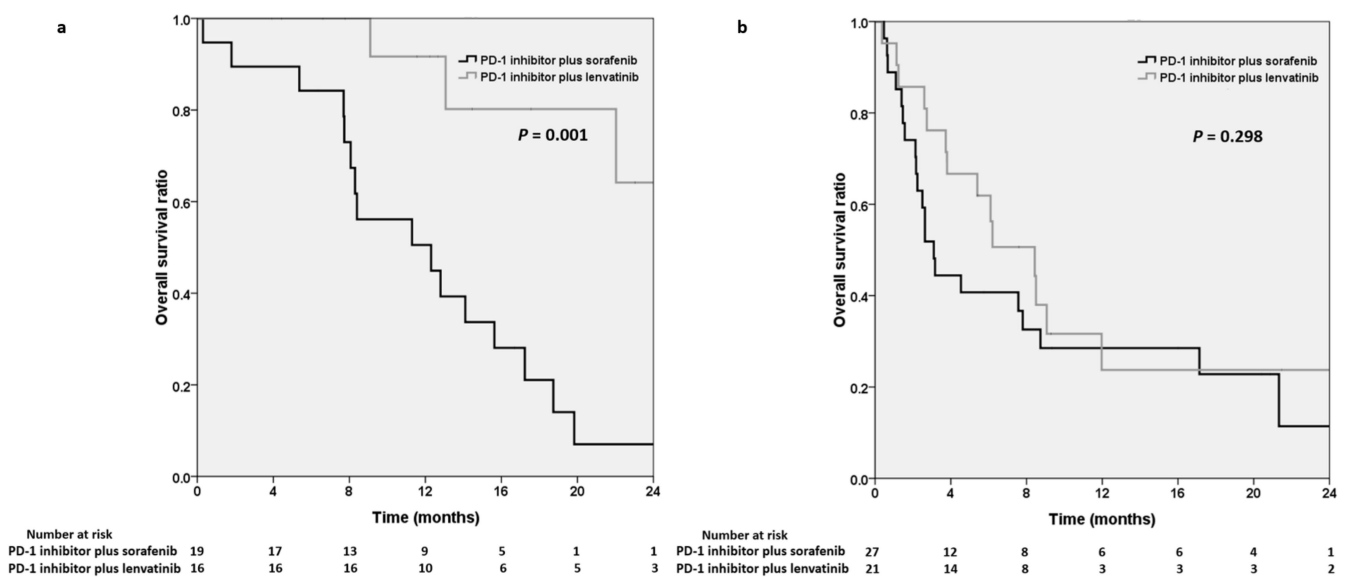 a
1.0
0.8
0.6
0.4
0.2
0.0
Overall survival ratio
PD-1 inhibitor plus sorafenib
PD-1 inhibitor plus lenvatinib
P = 0.001
0 4 8 12 16 20 24
Time (months)
Number at risk
PD-1 inhibitor plus sorafenib 19 17 13 9 5 1 1
PD-1 inhibitor plus lenvatinib 16 16 16 10 6 5 3
b
1.0
0.8
0.6
0.4
0.2
0.0
Overall survival ratio
PD-1 inhibitor plus sorafenib
PD-1 inhibitor plus lenvatinib
P = 0.298
0 4 8 12 16 20 24
Time (months)
Number at risk
PD-1 inhibitor plus sorafenib 27 12 8 6 6 4 1
PD-1 inhibitor plus lenvatinib 21 14 8 3 3 3 2